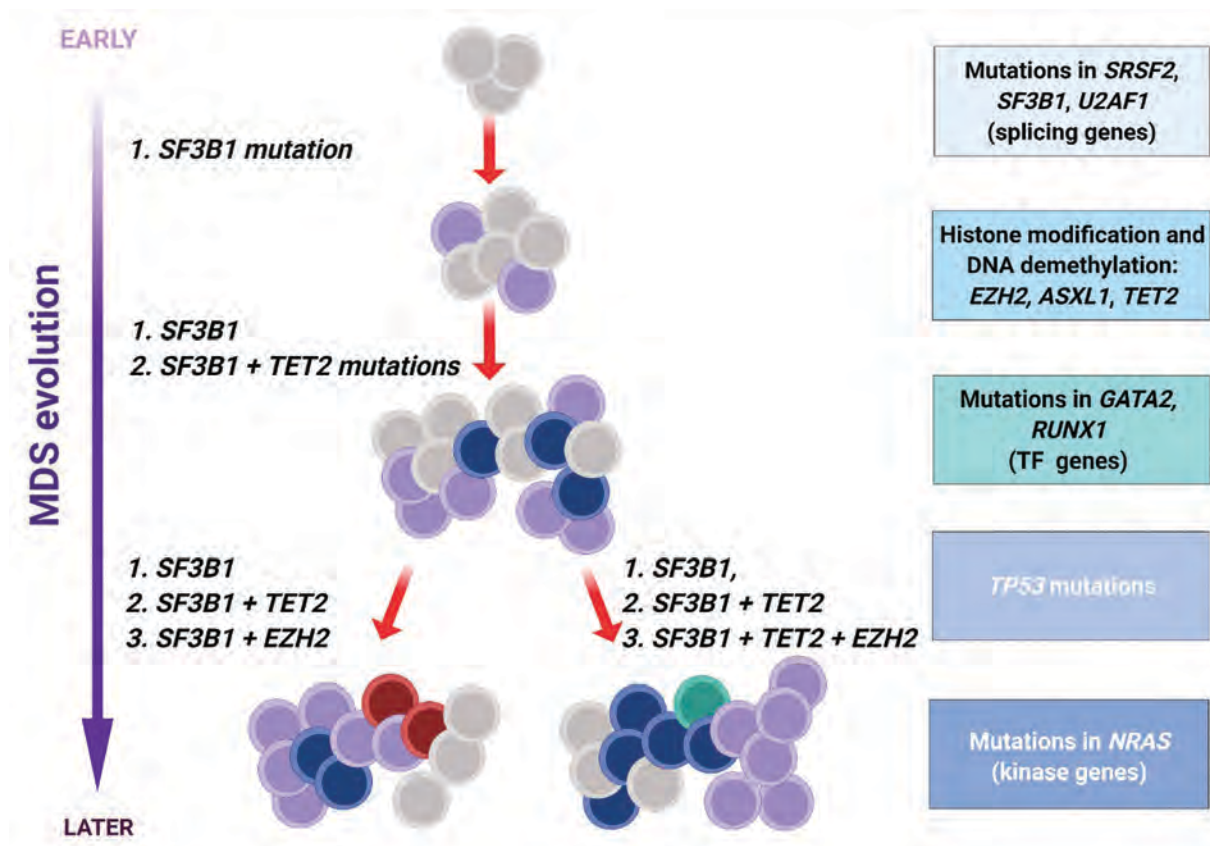 EARLY
MDS evolution
LATER
1. SF3B1 mutation
1. SF3B1
2. SF3B1 + TET2 mutations
1. SF3B1
2. SF3B1 + TET2
3. SF3B1 + EZH2
1. SF3B1,
2. SF3B1 + TET2
3. SF3B1 + TET2 + EZH2
Mutations in SRSF2,
SF3B1, U2AF1
(splicing genes)
Histone modification and
DNA demethylation:
EZH2, ASXL1, TET2
Mutations in GATA2,
RUNX1
(TF genes)
TP53 mutations
Mutations in NRAS
(kinase genes)